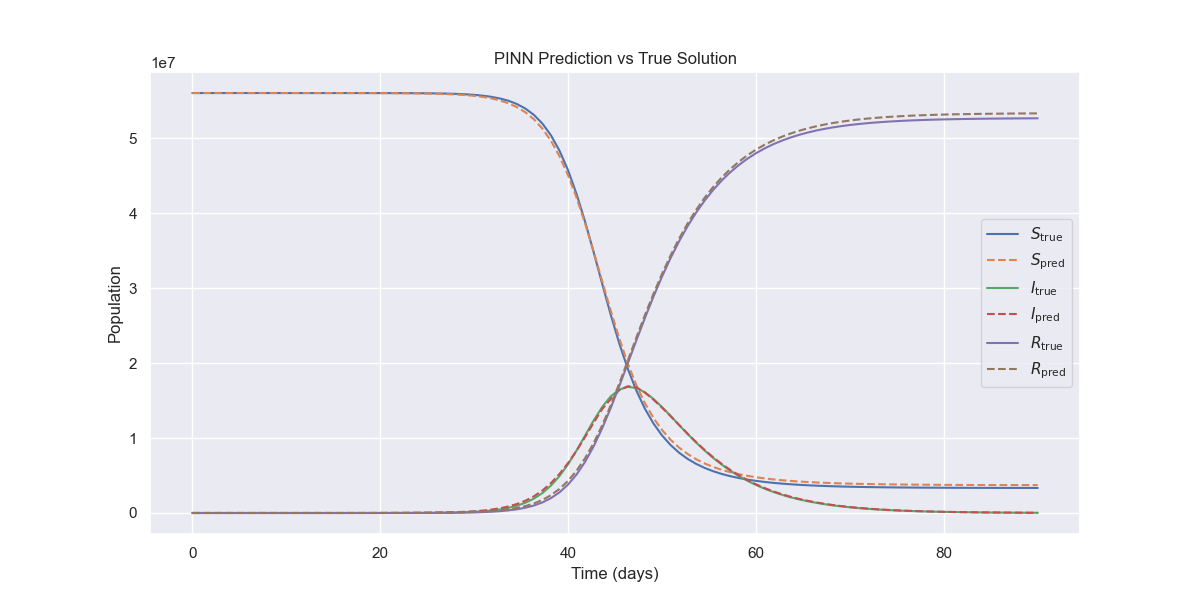 PINN Prediction vs True Solution
1e7
5
4
3
2
1
0
Population
S_true
S_pred
I_true
I_pred
R_true
R_pred
0 20 40 60 80
Time (days)